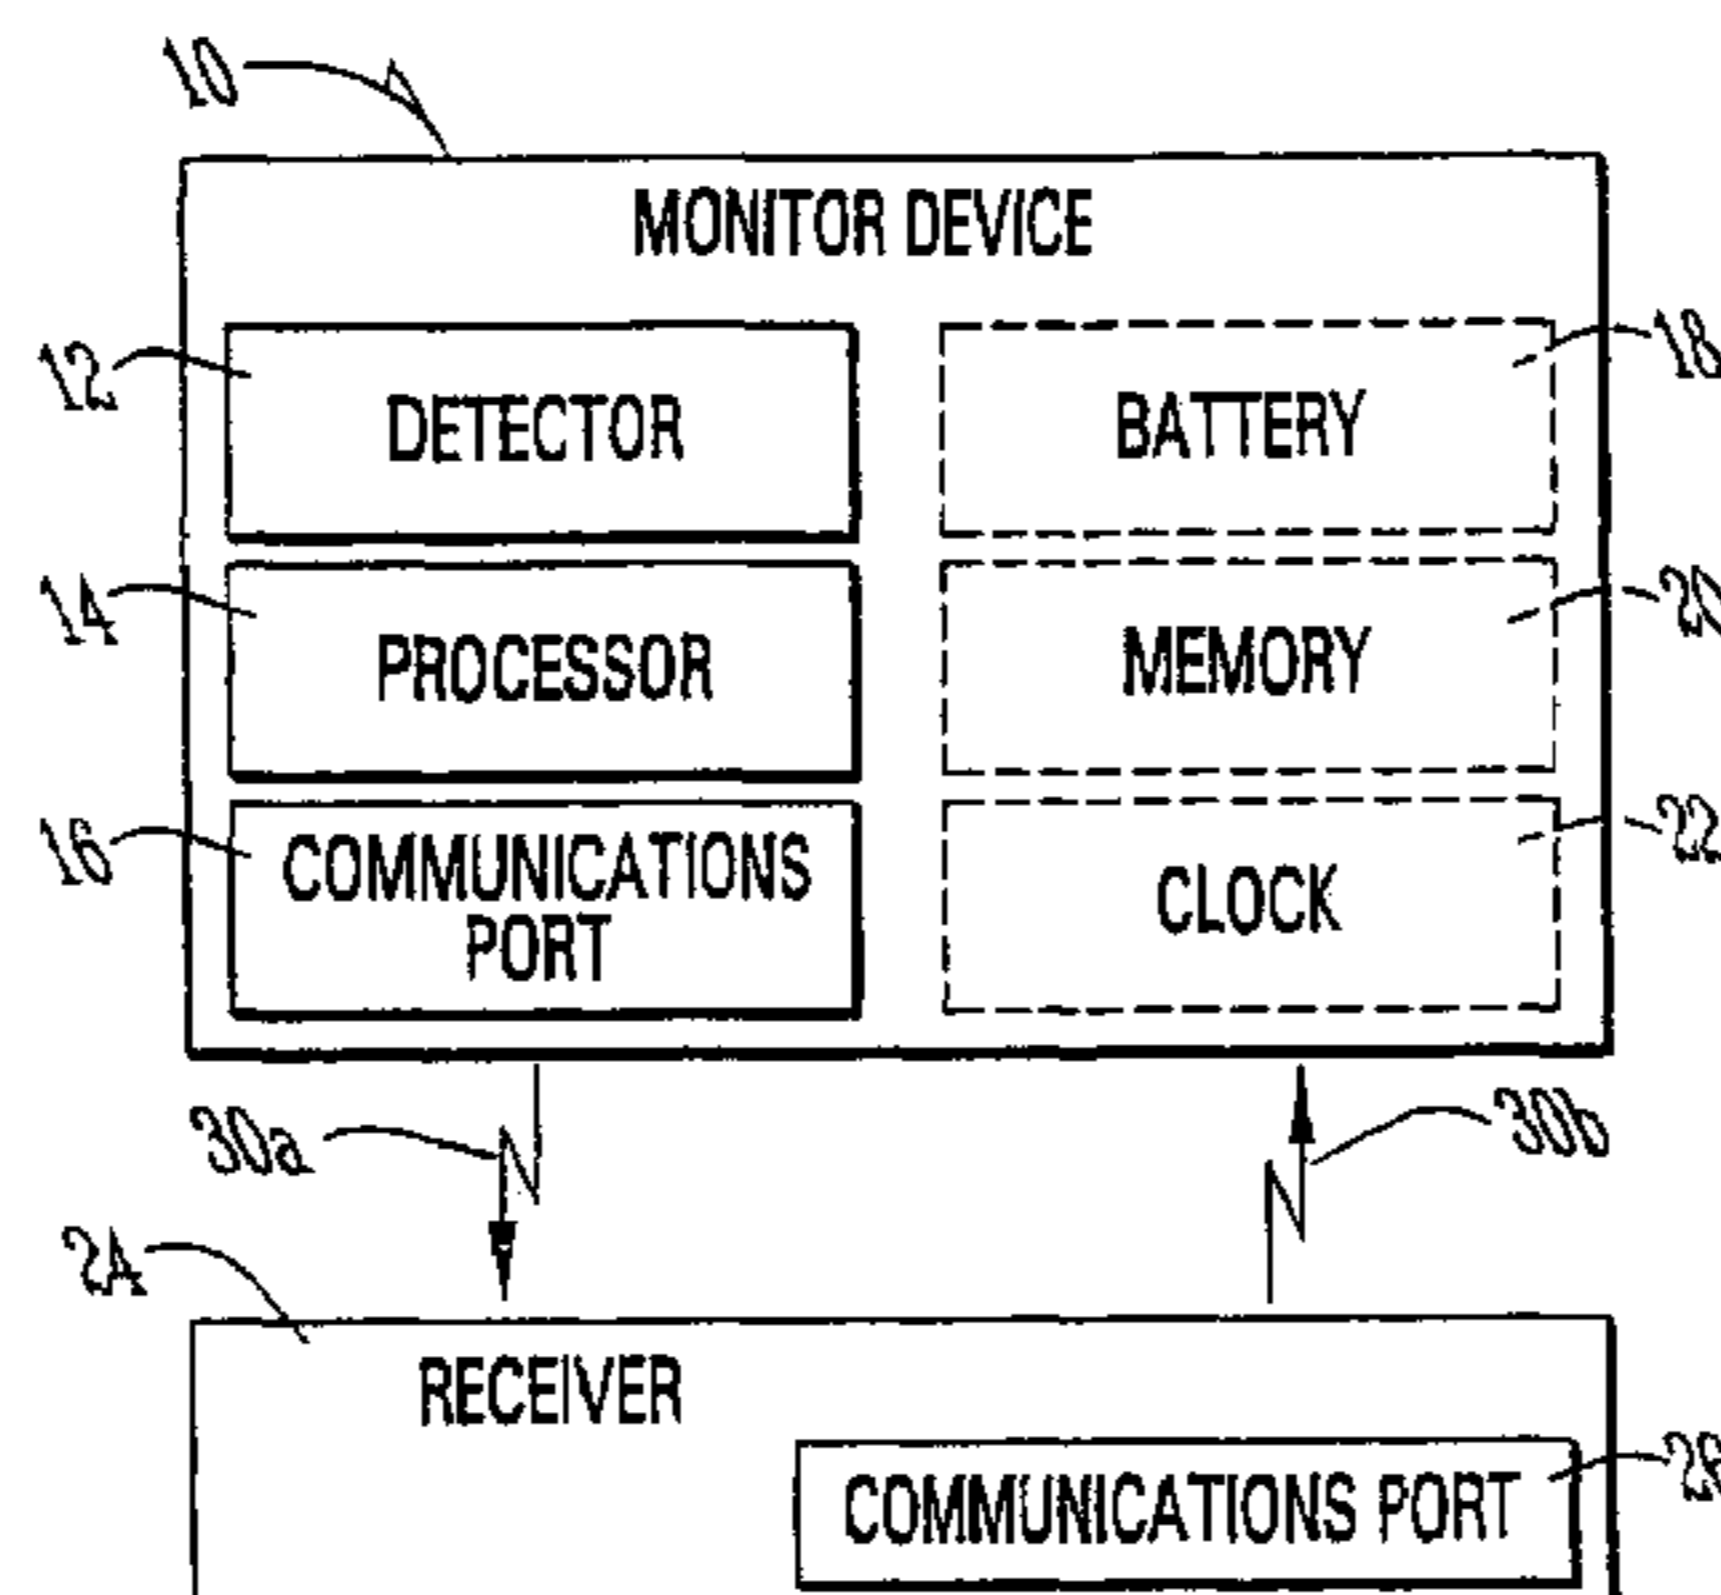 10
MONITOR DEVICE
12
DETECTOR
BATTERY
18
14
PROCESSOR
MEMORY
20
16
COMMUNICATIONS
PORT
CLOCK
22
30a
30b
24
RECEIVER
COMMUNICATIONS PORT